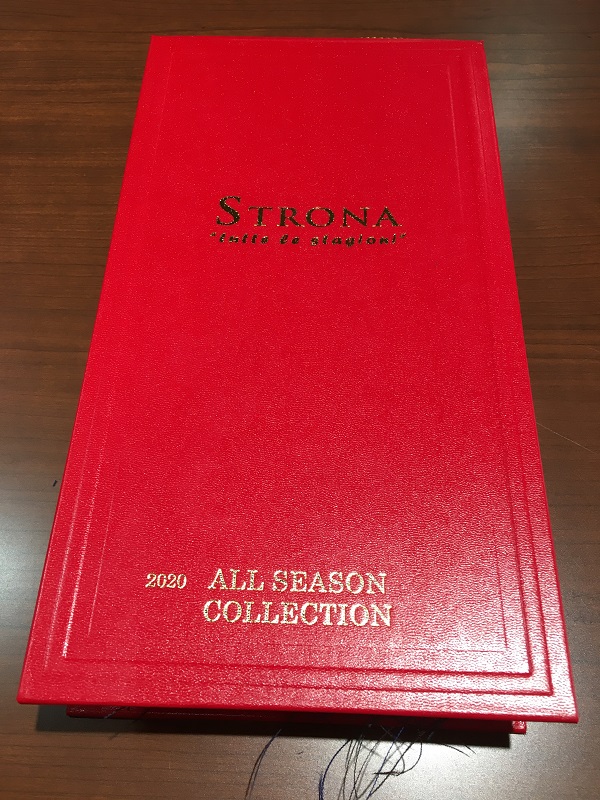 STRONA
"tutte le stagioni"
2020 ALL SEASON
COLLECTION